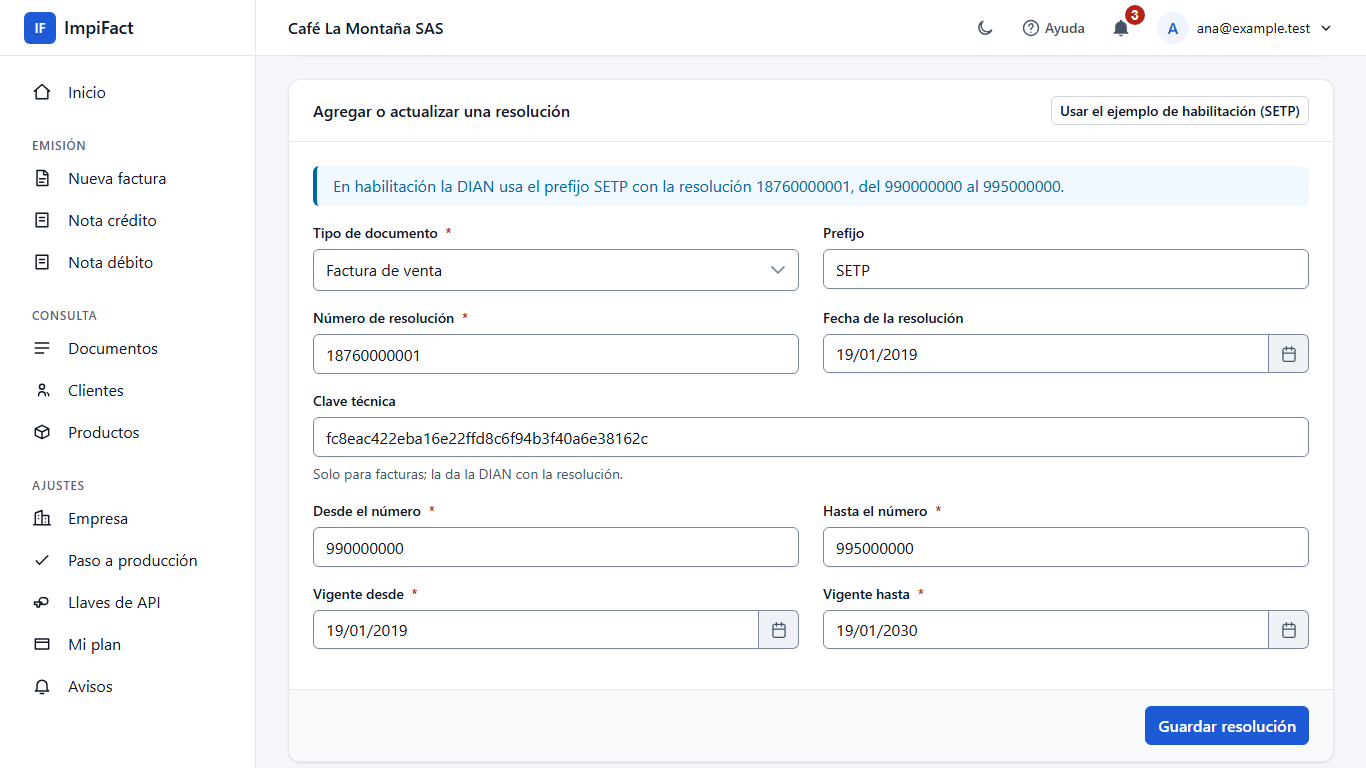 IF ImpiFact
Café La Montaña SAS
Ayuda
3
A
ana@example.test
Inicio
EMISIÓN
Nueva factura
Nota crédito
Nota débito
CONSULTA
Documentos
Clientes
Productos
AJUSTES
Empresa
Paso a producción
Llaves de API
Mi plan
Avisos
Agregar o actualizar una resolución
Usar el ejemplo de habilitación (SETP)
En habilitación la DIAN usa el prefijo SETP con la resolución 18760000001, del 990000000 al 995000000.
Tipo de documento *
Factura de venta
Prefijo
SETP
Número de resolución *
18760000001
Fecha de la resolución
19/01/2019
Clave técnica
fc8eac422eba16e22ffd8c6f94b3f40a6e38162c
Solo para facturas; la da la DIAN con la resolución.
Desde el número *
990000000
Hasta el número *
995000000
Vigente desde *
19/01/2019
Vigente hasta *
19/01/2030
Guardar resolución